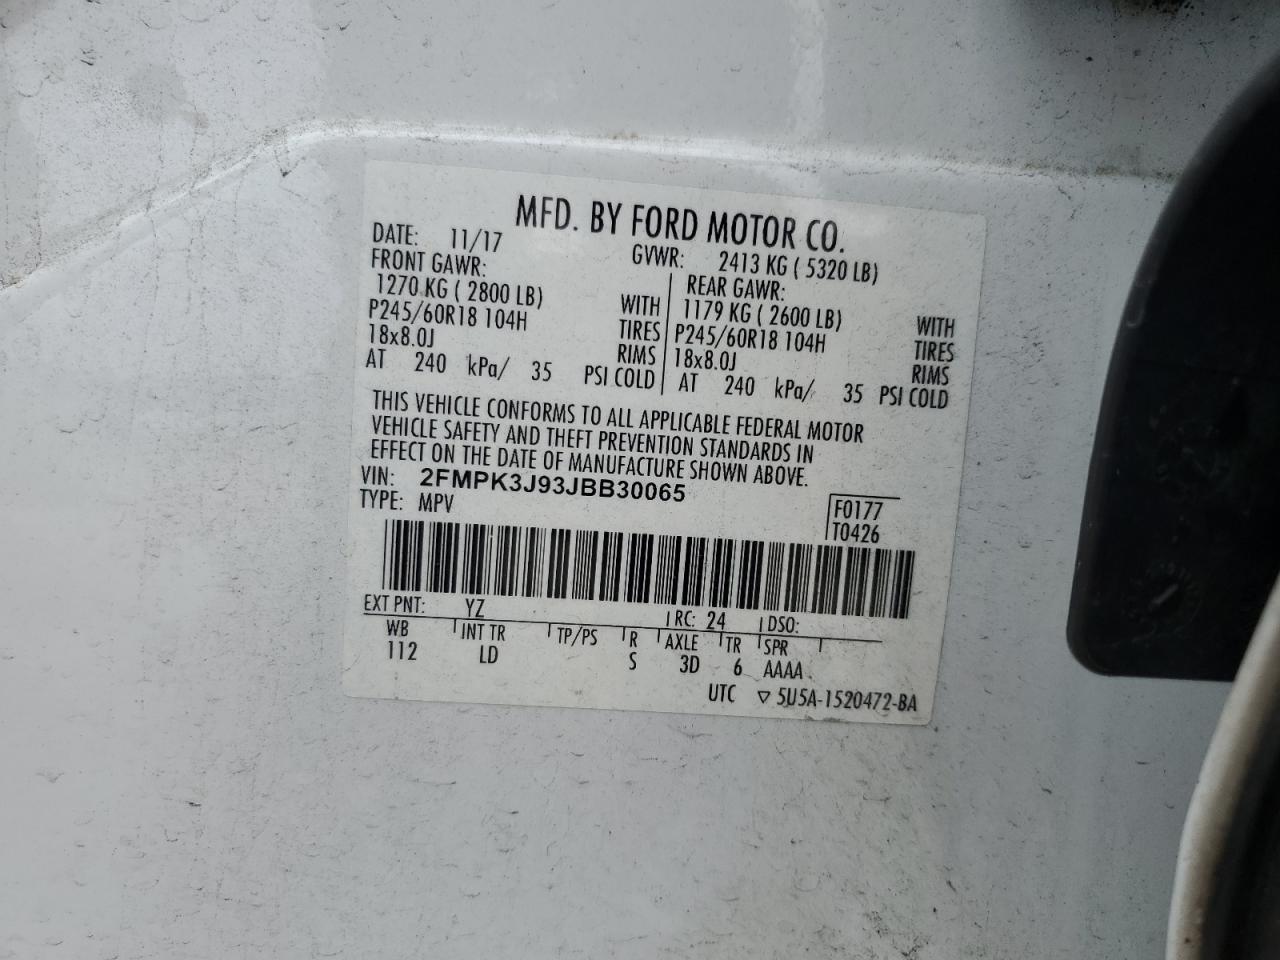 MFD. BY FORD MOTOR CO.
DATE: 11/17 GVWR: 2413 KG ( 5320 LB)
FRONT GAWR: REAR GAWR:
1270 KG ( 2800 LB) WITH 1179 KG ( 2600 LB) WITH
P245/60R18 104H TIRES P245/60R18 104H TIRES
18x8.0J RIMS 18x8.0J RIMS
AT 240 kPa/ 35 PSI COLD AT 240 kPa/ 35 PSI COLD
THIS VEHICLE CONFORMS TO ALL APPLICABLE FEDERAL MOTOR
VEHICLE SAFETY AND THEFT PREVENTION STANDARDS IN
EFFECT ON THE DATE OF MANUFACTURE SHOWN ABOVE.
VIN: 2FMPK3J93JBB30065
TYPE: MPV F0177
T0426
EXT PNT: YZ RC: 24 DSO:
WB INT TR TP/PS R AXLE TR SPR
112 LD S 3D 6 AAAA
UTC ▽ 5U5A-1520472-BA